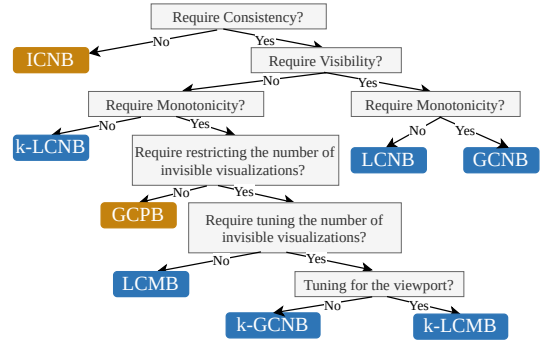 Require Consistency?
No
Yes
ICNB
Require Visibility?
No
Yes
Require Monotonicity?
Require Monotonicity?
No
Yes
No
Yes
k-LCNB
Require restricting the number of
invisible visualizations?
LCNB
GCNB
No
Yes
GCPB
Require tuning the number of
invisible visualizations?
No
Yes
LCMB
Tuning for the viewport?
No
Yes
k-GCNB
k-LCMB